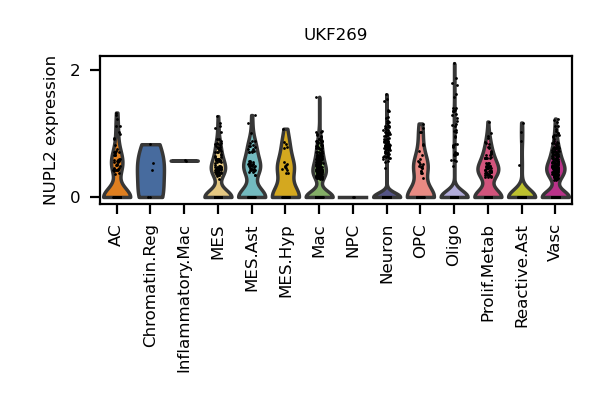 UKF269
NUPL2 expression
2
0
AC
Chromatin.Reg
Inflammatory.Mac
MES
MES.Ast
MES.Hyp
Mac
NPC
Neuron
OPC
Oligo
Prolif.Metab
Reactive.Ast
Vasc